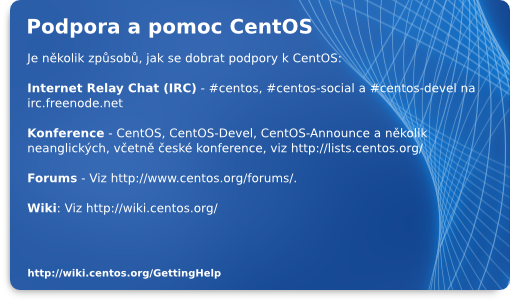 Podpora a pomoc CentOS
Je několik způsobů, jak se dobrat podpory k CentOS:
Internet Relay Chat (IRC) - #centos, #centos-social a #centos-devel na
irc.freenode.net
Konference - CentOS, CentOS-Devel, CentOS-Announce a několik
neanglických, včetně české konference, viz http://lists.centos.org/
Forums - Viz http://www.centos.org/forums/.
Wiki: Viz http://wiki.centos.org/
http://wiki.centos.org/GettingHelp